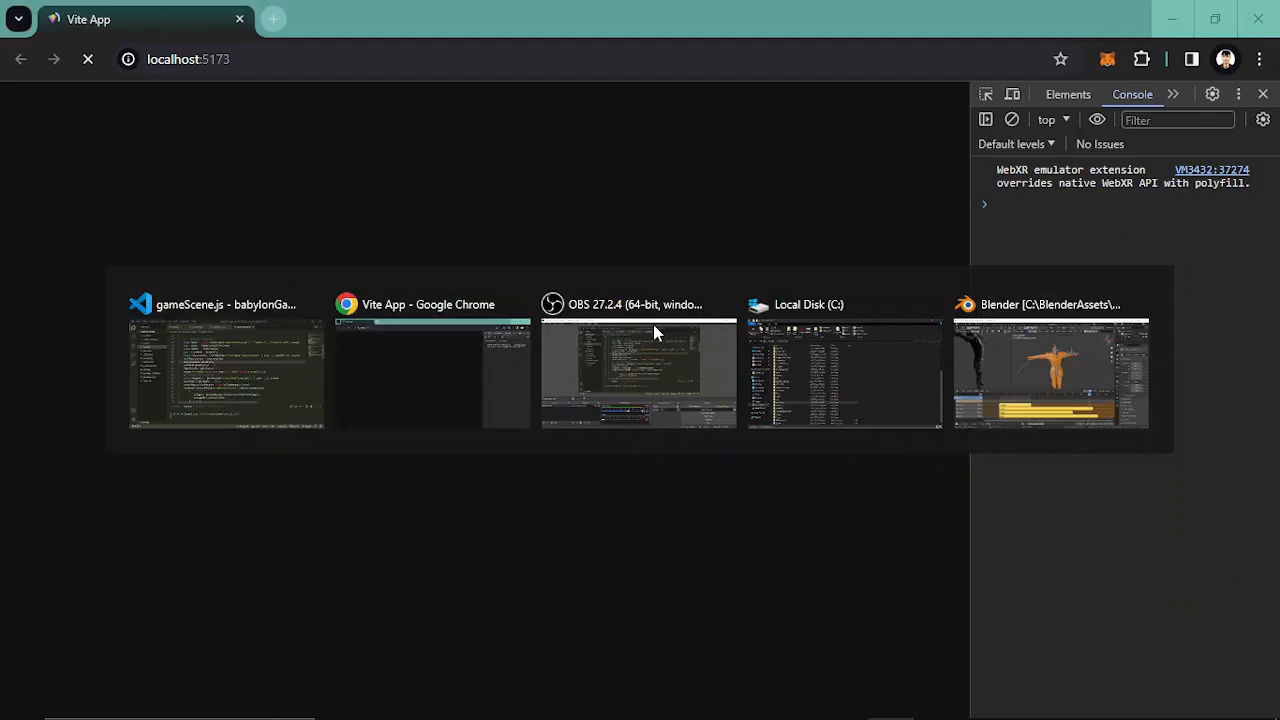 Vite App
localhost:5173
Elements
Console
top
Filter
Default levels
No Issues
WebXR emulator extension VM3432:37274
overrides native WebXR API with polyfill.
gameScene.js - babylonGa...
Vite App - Google Chrome
OBS 27.2.4 (64-bit, windo...
Local Disk (C:)
Blender [C:\BlenderAssets\...